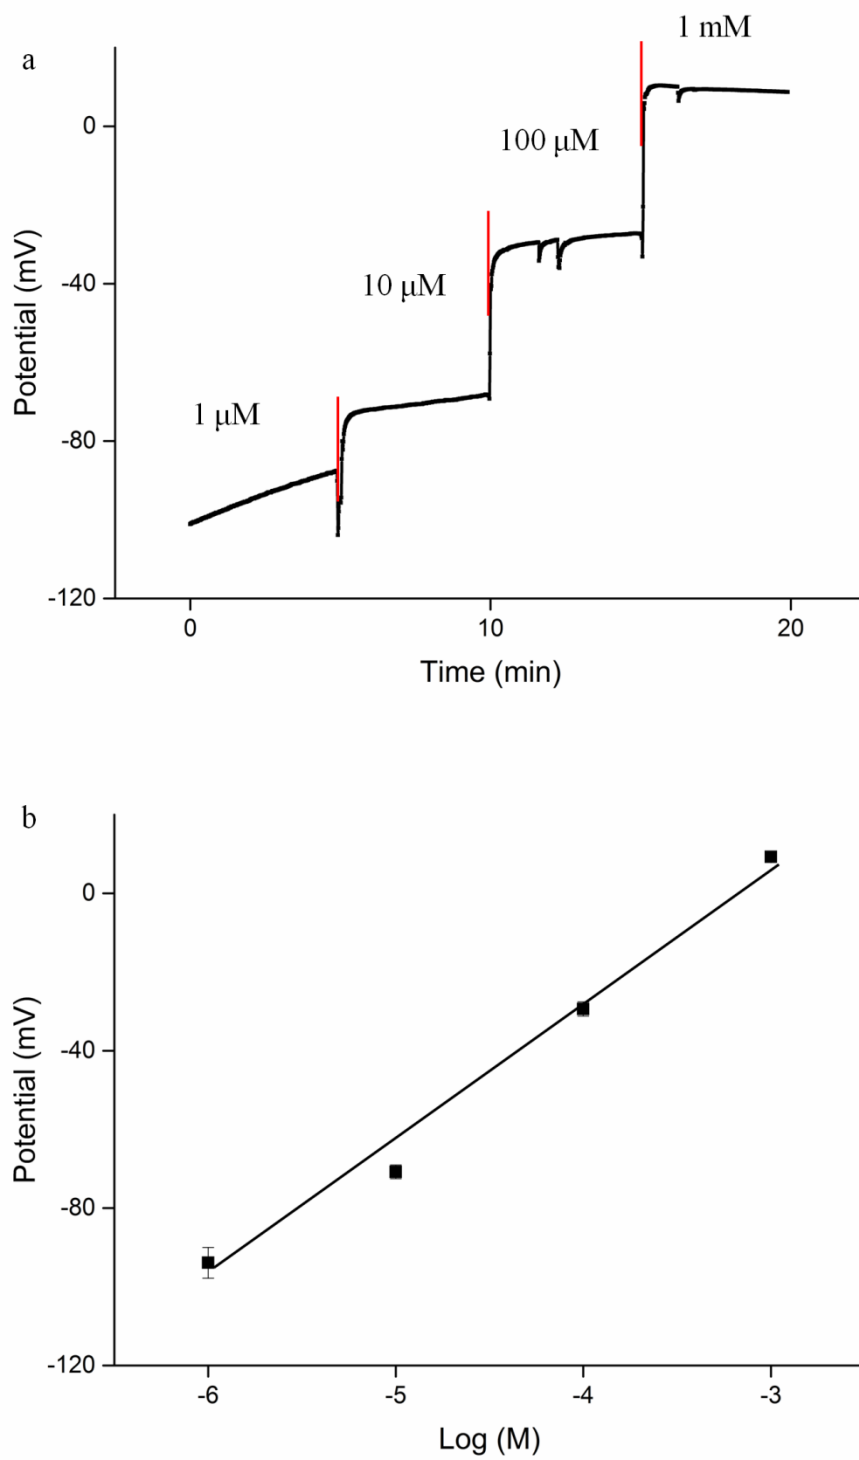 a
1 mM
0
100 μM
-40
10 μM
Potential (mV)
-80
1 μM
-120
0 10 20
Time (min)
b
0
-40
Potential (mV)
-80
-120
-6 -5 -4 -3
Log (M)